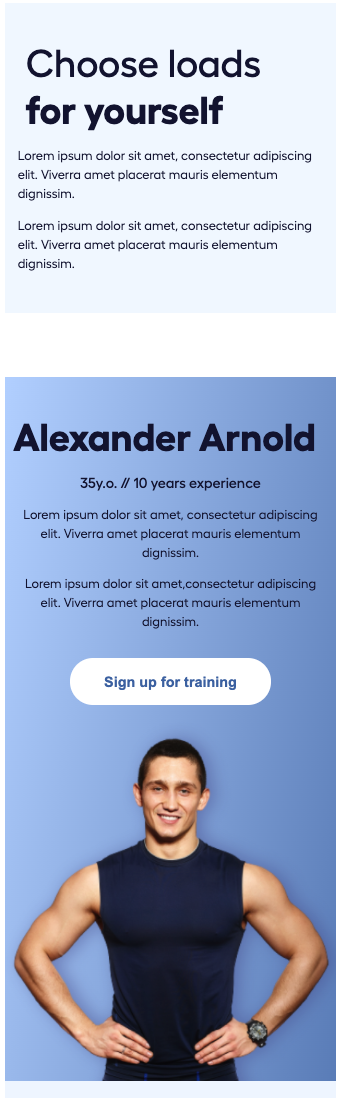 Choose loads
for yourself
Lorem ipsum dolor sit amet, consectetur adipiscing
elit. Viverra amet placerat mauris elementum
dignissim.
Lorem ipsum dolor sit amet, consectetur adipiscing
elit. Viverra amet placerat mauris elementum
dignissim.
Alexander Arnold
35y.o. // 10 years experience
Lorem ipsum dolor sit amet, consectetur adipiscing
elit. Viverra amet placerat mauris elementum
dignissim.
Lorem ipsum dolor sit amet,consectetur adipiscing
elit. Viverra amet placerat mauris elementum
dignissim.
Sign up for training